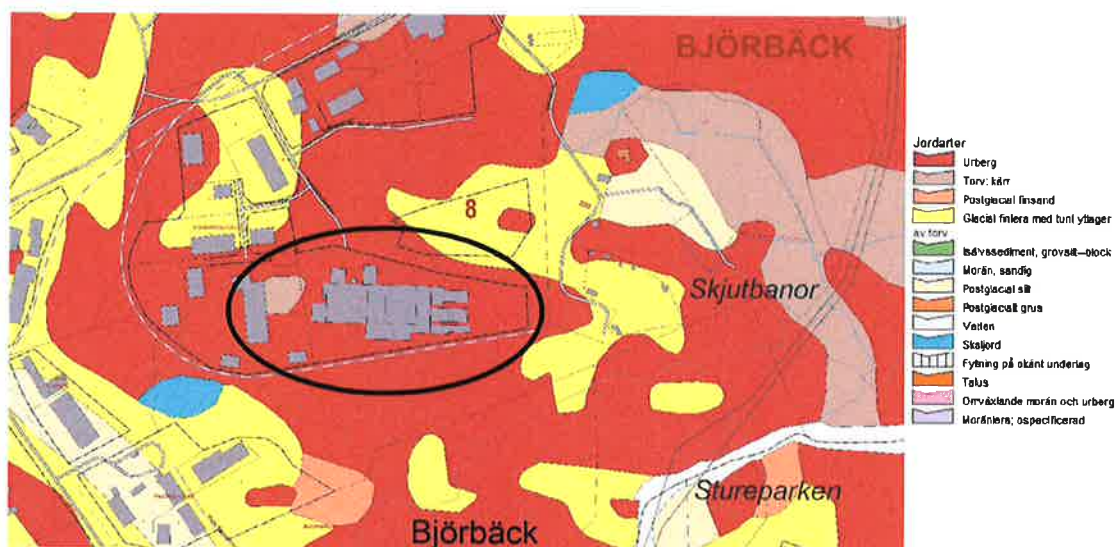 BJÖRBÄCK
8
Skjutbanor
Stureparken
Björbäck
Jordarter
Urberg
Torv: kärr
Postglacial finsand
Glacial finlera med tunt ytlager
av torv
Isälvssediment, grovsilt–block
Morän, sandig
Postglacial silt
Postglacialt grus
Vatten
Skaljord
Fyllning på okänt underlag
Talus
Omväxlande morän och urberg
Moränlera; ospecificerad